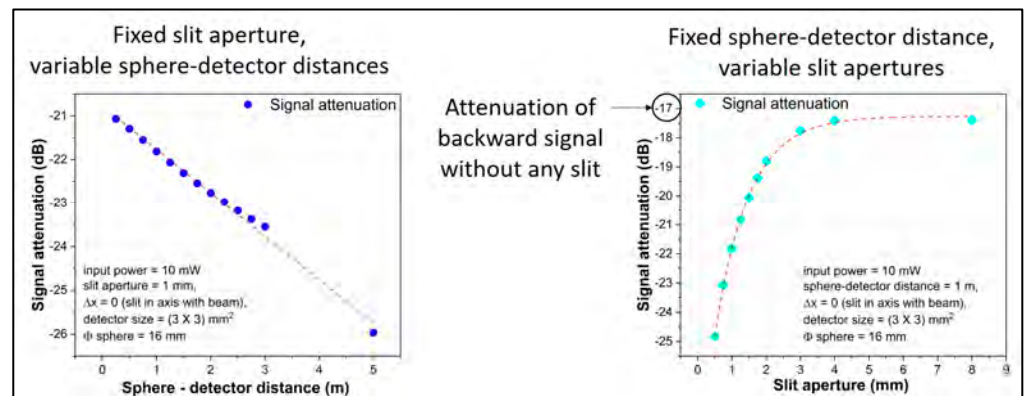 Fixed slit aperture,
variable sphere-detector distances
Signal attenuation
-21
-22
-23
-24
-25
-26
Signal attenuation (dB)
input power = 10 mW
slit aperture = 1 mm,
Δx = 0 (slit in axis with beam),
detector size = (3 X 3) mm²
Φ sphere = 16 mm
0 1 2 3 4 5
Sphere - detector distance (m)
Attenuation of
backward signal
without any slit
Fixed sphere-detector distance,
variable slit apertures
Signal attenuation
-17
-18
-19
-20
-21
-22
-23
-24
-25
Signal attenuation (dB)
input power = 10 mW
sphere-detector distance = 1 m,
Δx = 0 (slit in axis with beam),
detector size = (3 X 3) mm²
Φ sphere = 16 mm
0 1 2 3 4 5 6 7 8 9
Slit aperture (mm)